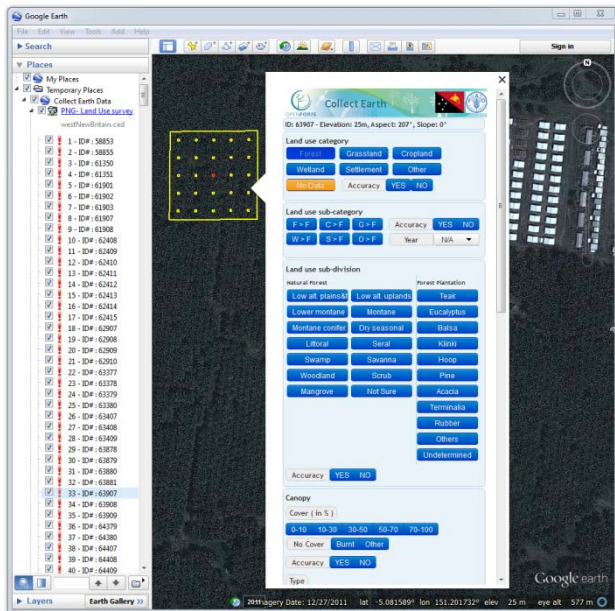 Google Earth
File Edit View Tools Add Help
Search
Sign in
Places
My Places
Temporary Places
Collect Earth Data
PNG- Land Use survey
westNewBritain.ced
1 - ID# : 58853
2 - ID# : 58855
3 - ID# : 61350
4 - ID# : 61351
5 - ID# : 61901
6 - ID# : 61902
7 - ID# : 61903
8 - ID# : 61907
9 - ID# : 61908
10 - ID# : 62408
11 - ID# : 62409
12 - ID# : 62410
13 - ID# : 62411
14 - ID# : 62412
15 - ID# : 62413
16 - ID# : 62414
17 - ID# : 62415
18 - ID# : 62907
19 - ID# : 62908
20 - ID# : 62909
21 - ID# : 62910
22 - ID# : 63377
23 - ID# : 63378
24 - ID# : 63379
25 - ID# : 63380
26 - ID# : 63407
27 - ID# : 63408
28 - ID# : 63409
29 - ID# : 63878
30 - ID# : 63879
31 - ID# : 63880
32 - ID# : 63881
33 - ID# : 63907
34 - ID# : 63908
35 - ID# : 63909
36 - ID# : 64379
37 - ID# : 64380
38 - ID# : 64407
39 - ID# : 64408
40 - ID# : 64409
Layers
Earth Gallery >>
Collect Earth
OPENFORIS
ID: 63907 - Elevation: 25m, Aspect: 207°, Slope: 0°
Land use category
Forest Grassland Cropland
Wetland Settlement Other
No Data Accuracy YES NO
Land use sub-category
F > F C > F G > F Accuracy YES NO
W > F S > F O > F Year N/A
Land use sub-division
Natural Forest Forest Plantation
Low alt. plains&f Low alt. uplands Teak
Lower montane Montane Eucalyptus
Montane conifer Dry seasonal Balsa
Littoral Seral Klinki
Swamp Savanna Hoop
Woodland Scrub Pine
Mangrove Not Sure Acacia
Terminalia
Rubber
Others
Undetermined
Accuracy YES NO
Canopy
Cover ( in % )
0-10 10-30 30-50 50-70 70-100
No Cover Burnt Other
Accuracy YES NO
Type
Google earth
2011 Imagery Date: 12/27/2011 lat -5.081589° lon 151.201732° elev 25 m eye alt 577 m
N